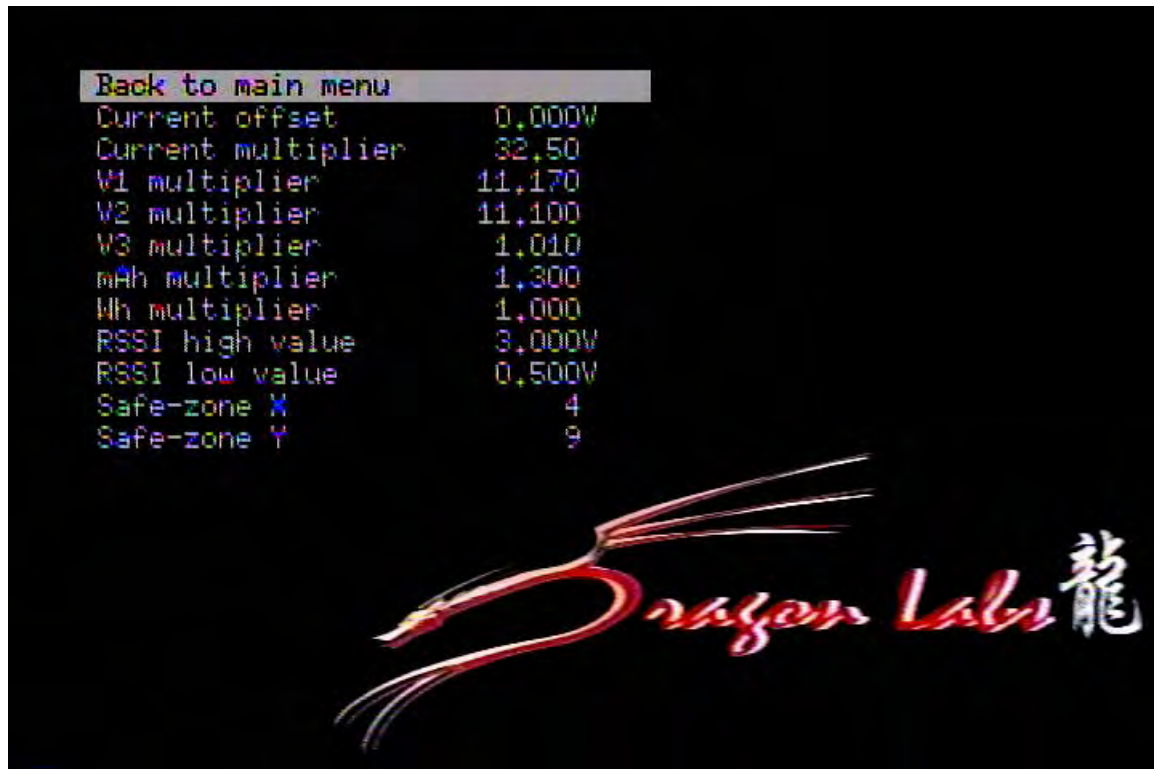 Back to main menu
Current offset 0.000V
Current multiplier 32.50
V1 multiplier 11.170
V2 multiplier 11.100
V3 multiplier 1.010
mAh multiplier 1.300
Wh multiplier 1.000
RSSI high value 3.000V
RSSI low value 0.500V
Safe-zone X 4
Safe-zone Y 9
Dragon Labs 龍